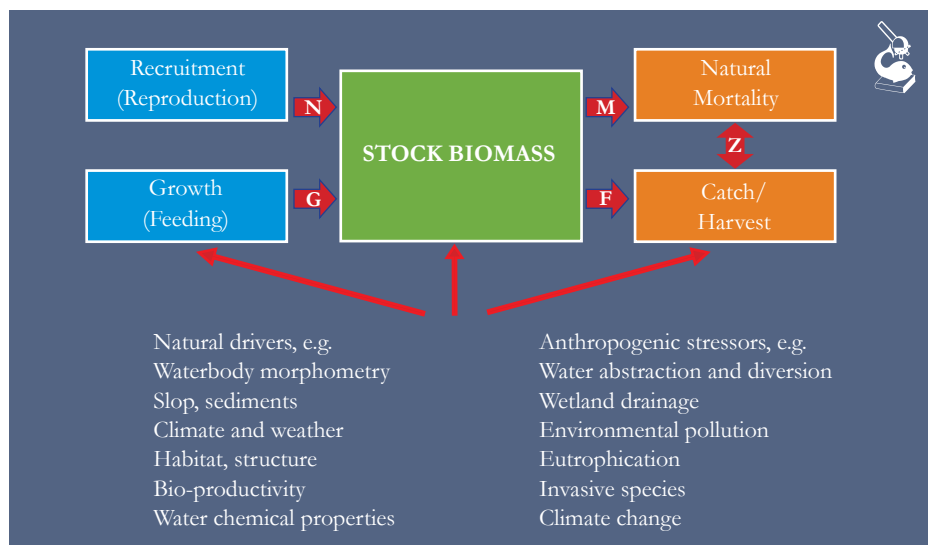 Recruitment
(Reproduction)
N
Growth
(Feeding)
G
STOCK BIOMASS
M
Natural
Mortality
Z
F
Catch/
Harvest
Natural drivers, e.g.
Waterbody morphometry
Slop, sediments
Climate and weather
Habitat, structure
Bio-productivity
Water chemical properties
Anthropogenic stressors, e.g.
Water abstraction and diversion
Wetland drainage
Environmental pollution
Eutrophication
Invasive species
Climate change